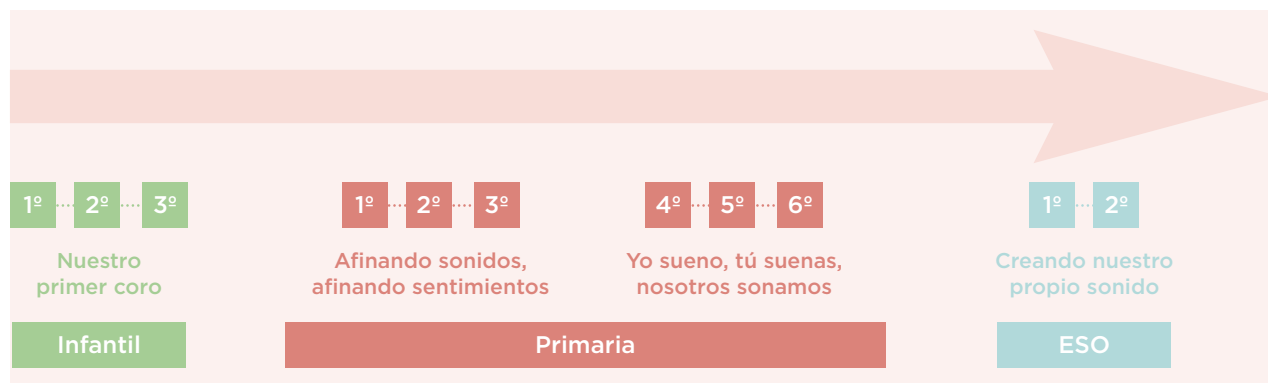 1º 2º 3º
Nuestro
primer coro
Infantil
1º 2º 3º
Afinando sonidos,
afinando sentimientos
4º 5º 6º
Yo sueno, tú suenas,
nosotros sonamos
Primaria
1º 2º
Creando nuestro
propio sonido
ESO